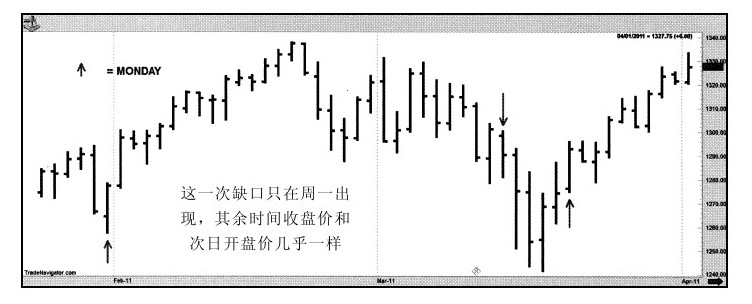 04/01/2011 = 1327.75 (+6.00)
1340.00
= MONDAY
1320.00
1310.00
1300.00
1290.00
1280.00
1270.00
1260.00
1250.00
1240.00
这一次缺口只在周一出
现，其余时间收盘价和
次日开盘价几乎一样
TradeNavigator.com
Feb-11
Mar-11
Apr-11